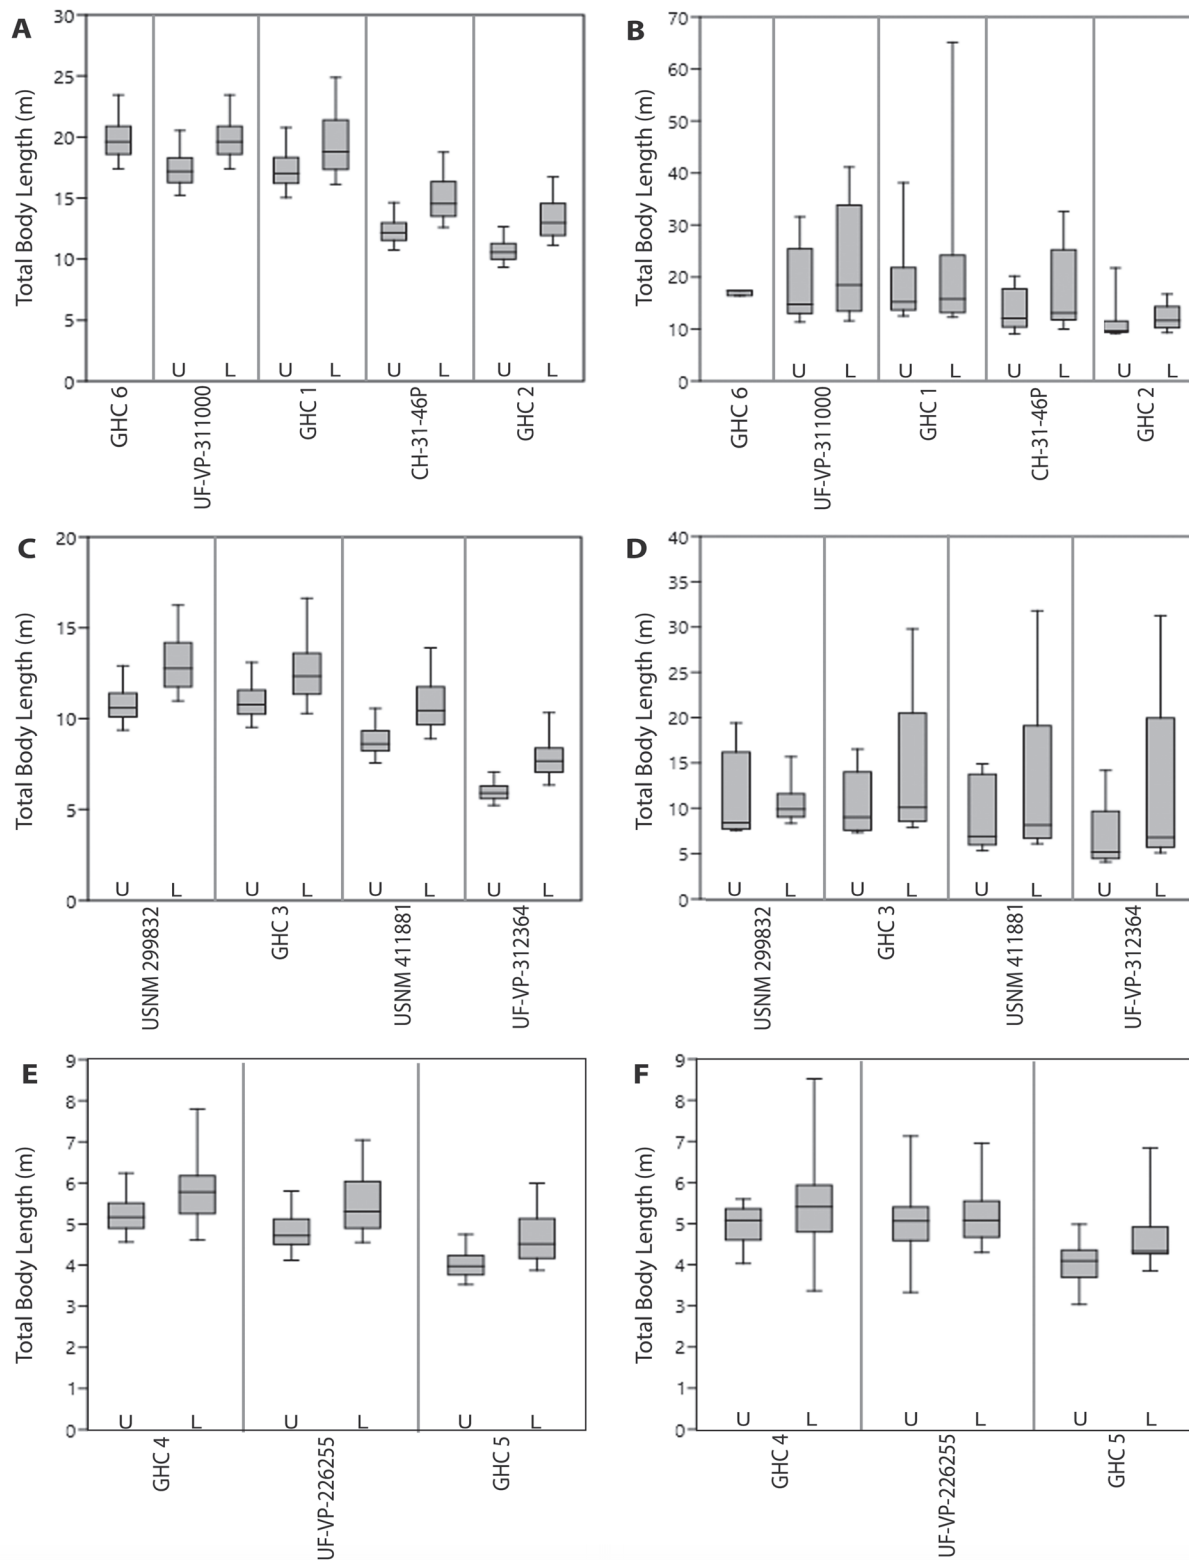 A
Total Body Length (m)
30
25
20
15
10
5
0
U L U L U L U L
GHC 6
UF-VP-311000
GHC 1
CH-31-46P
GHC 2
B
Total Body Length (m)
70
60
50
40
30
20
10
0
U L U L U L U L
GHC 6
UF-VP-311000
GHC 1
CH-31-46P
GHC 2
C
Total Body Length (m)
20
15
10
5
0
U L U L U L U L
USNM 299832
GHC 3
USNM 411881
UF-VP-312364
D
Total Body Length (m)
40
35
30
25
20
15
10
5
0
U L U L U L U L
USNM 299832
GHC 3
USNM 411881
UF-VP-312364
E
Total Body Length (m)
9
8
7
6
5
4
3
2
1
0
U L U L U L
GHC 4
UF-VP-226255
GHC 5
F
Total Body Length (m)
9
8
7
6
5
4
3
2
1
0
U L U L U L
GHC 4
UF-VP-226255
GHC 5